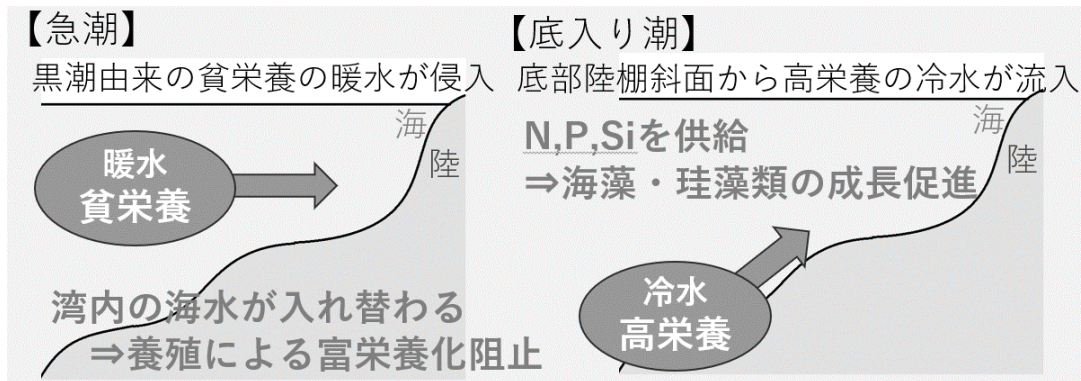 【急潮】
黒潮由来の貧栄養の暖水が侵入
海
陸
暖水
貧栄養
湾内の海水が入れ替わる
⇒養殖による富栄養化阻止
【底入り潮】
底部陸棚斜面から高栄養の冷水が流入
N,P,Siを供給
⇒海藻・珪藻類の成長促進
海
陸
冷水
高栄養